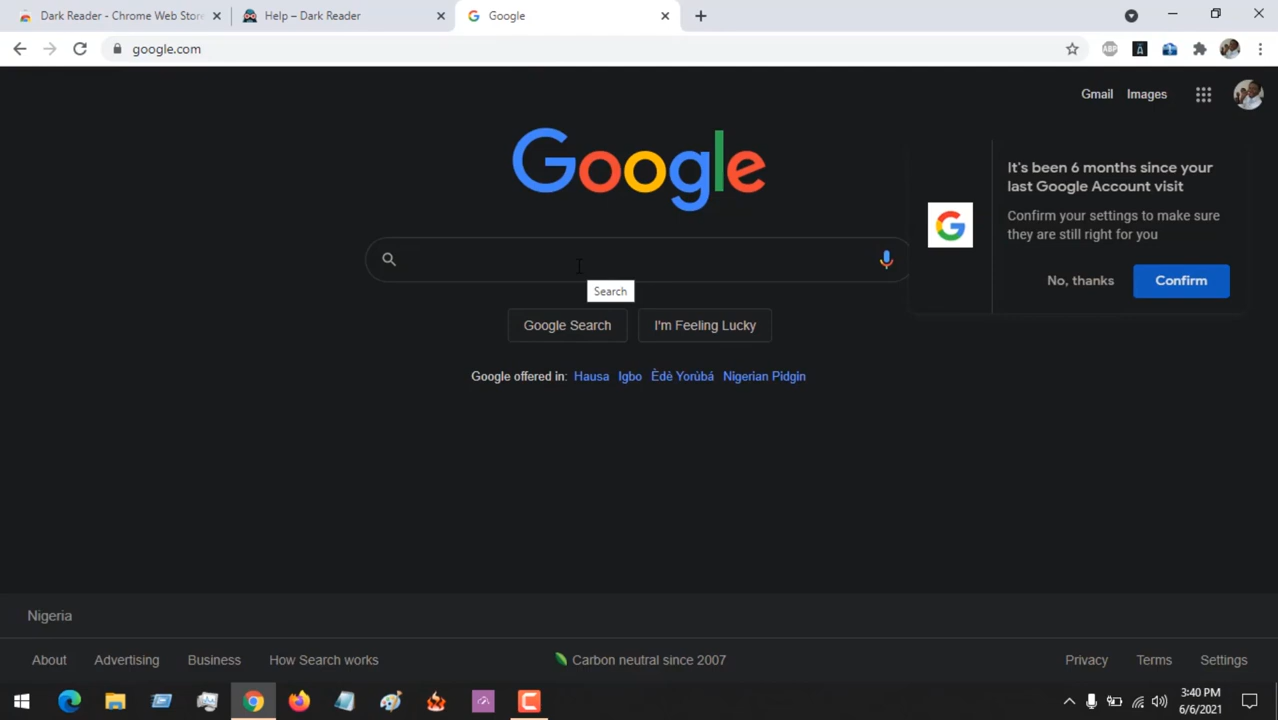 Dark Reader - Chrome Web Store
Help – Dark Reader
Google
google.com
ABP
Gmail
Images
Google
It's been 6 months since your
last Google Account visit
Confirm your settings to make sure
they are still right for you
No, thanks
Confirm
Search
Google Search
I'm Feeling Lucky
Google offered in: Hausa Igbo Èdè Yorùbá Nigerian Pidgin
Nigeria
About
Advertising
Business
How Search works
Carbon neutral since 2007
Privacy
Terms
Settings
3:40 PM
6/6/2021